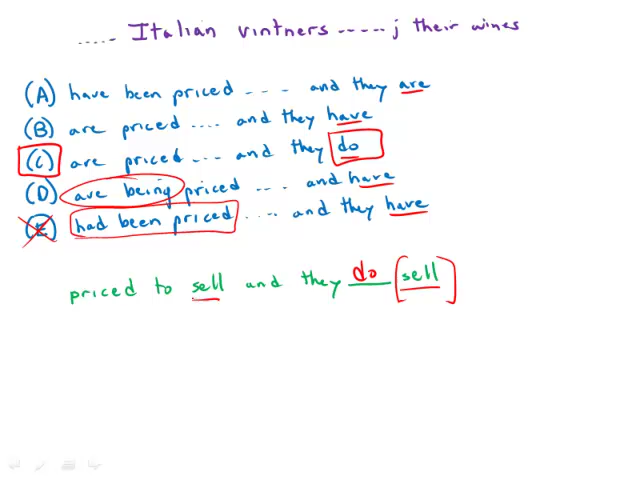 ..... Italian vintners .....; their wines
(A) have been priced .... and they are
(B) are priced .... and they have
(C) are priced .... and they do
(D) are being priced .... and have
(E) had been priced .... and they have
priced to sell and they do sell